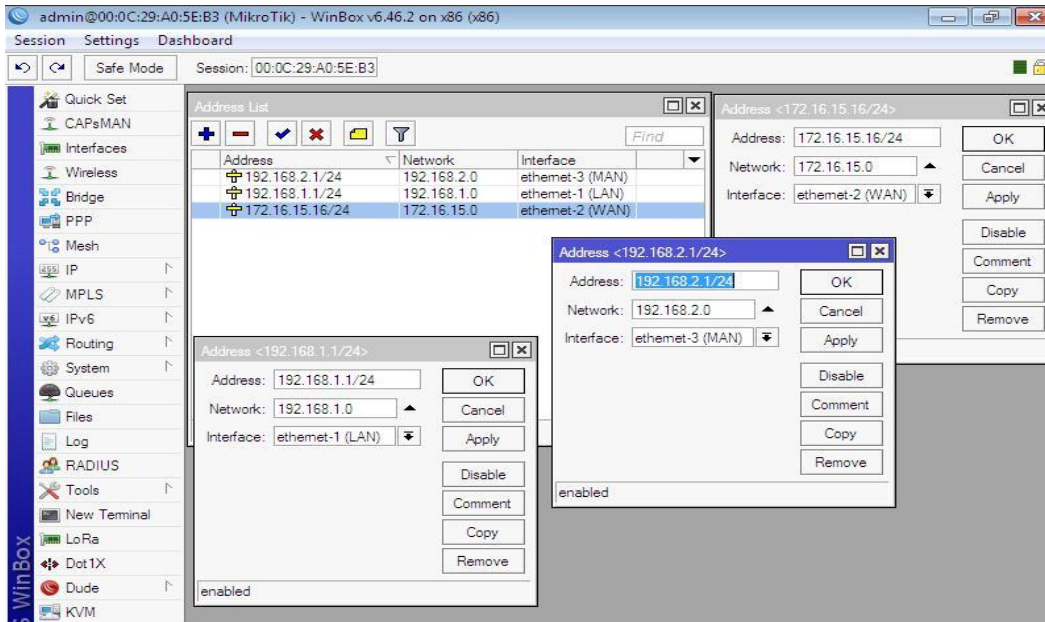 admin@00:0C:29:A0:5E:B3 (MikroTik) - WinBox v6.46.2 on x86 (x86)
Session Settings Dashboard
Safe Mode Session: 00:0C:29:A0:5E:B3
Quick Set
CAPsMAN
Interfaces
Wireless
Bridge
PPP
Mesh
IP
MPLS
IPv6
Routing
System
Queues
Files
Log
RADIUS
Tools
New Terminal
LoRa
Dot1X
Dude
KVM
WinBox
Address List
Find
Address Network Interface
192.168.2.1/24 192.168.2.0 ethernet-3 (MAN)
192.168.1.1/24 192.168.1.0 ethernet-1 (LAN)
172.16.15.16/24 172.16.15.0 ethernet-2 (WAN)
Address <172.16.15.16/24>
Address: 172.16.15.16/24
Network: 172.16.15.0
Interface: ethernet-2 (WAN)
OK
Cancel
Apply
Disable
Comment
Copy
Remove
Address <192.168.2.1/24>
Address: 192.168.2.1/24
Network: 192.168.2.0
Interface: ethernet-3 (MAN)
OK
Cancel
Apply
Disable
Comment
Copy
Remove
enabled
Address <192.168.1.1/24>
Address: 192.168.1.1/24
Network: 192.168.1.0
Interface: ethernet-1 (LAN)
OK
Cancel
Apply
Disable
Comment
Copy
Remove
enabled